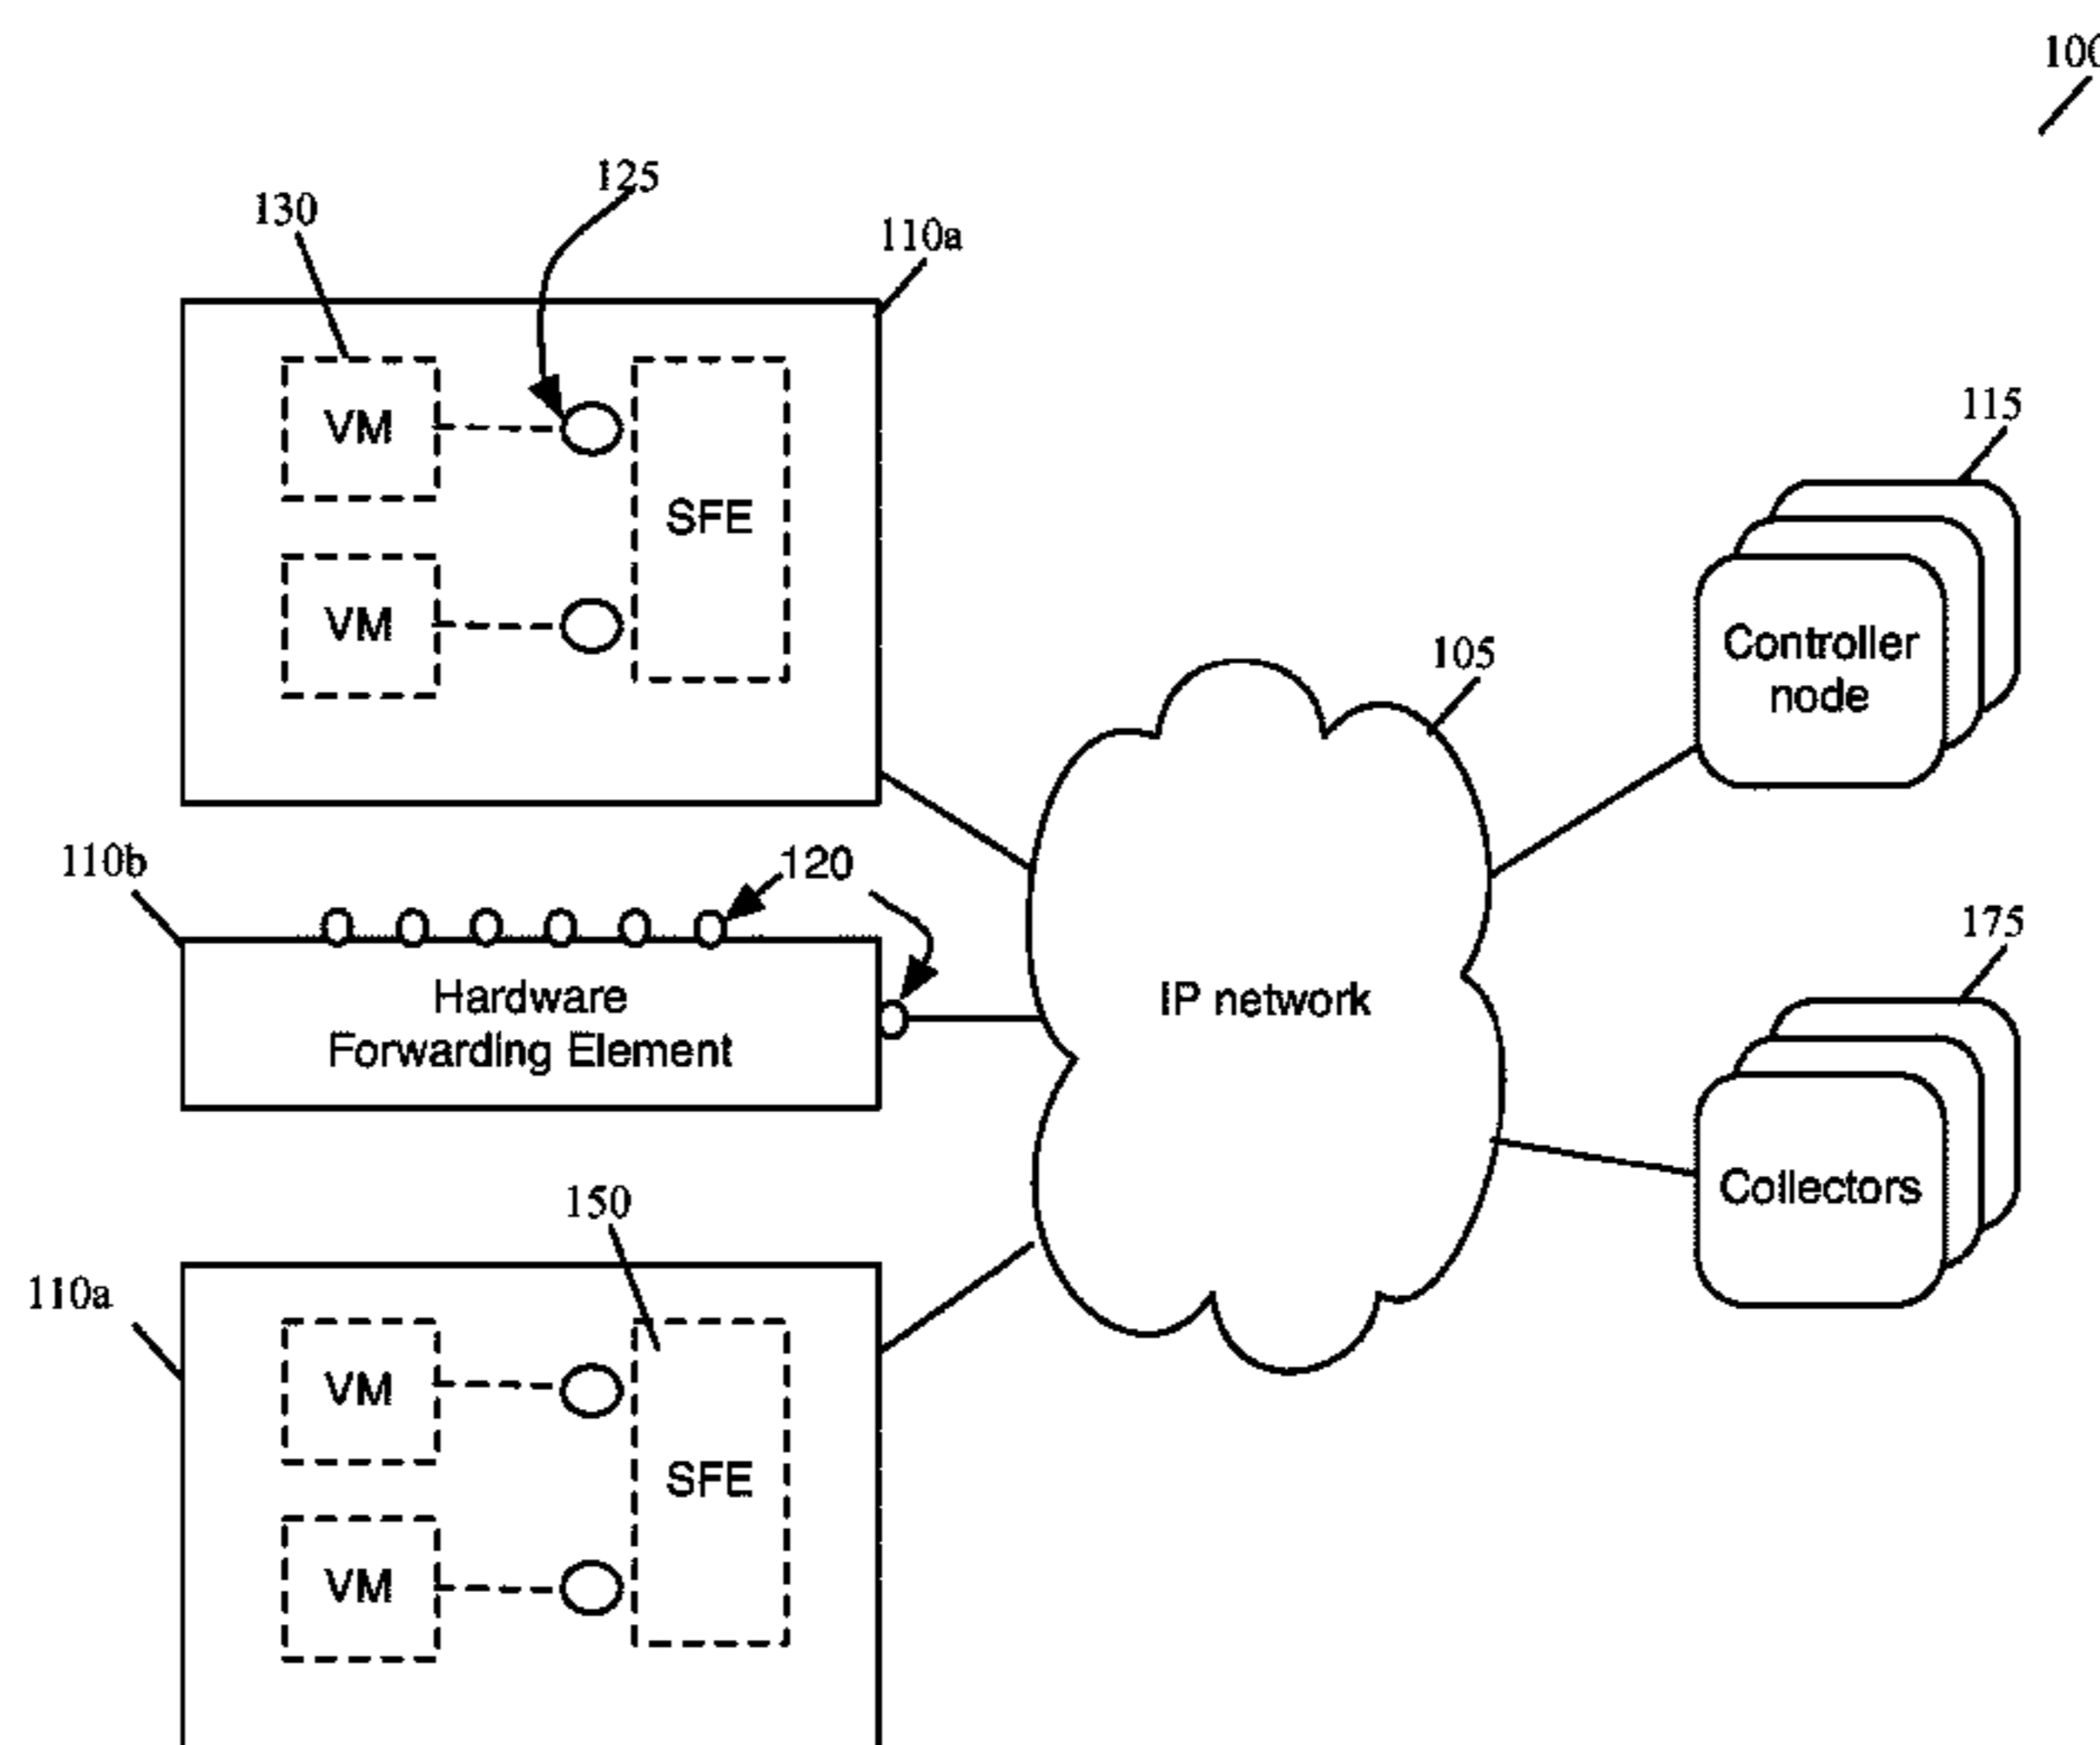 100
125
130
110a
VM
SFE
VM
115
Controller
node
105
110b
120
Hardware
Forwarding Element
IP network
175
Collectors
150
110a
VM
SFE
VM